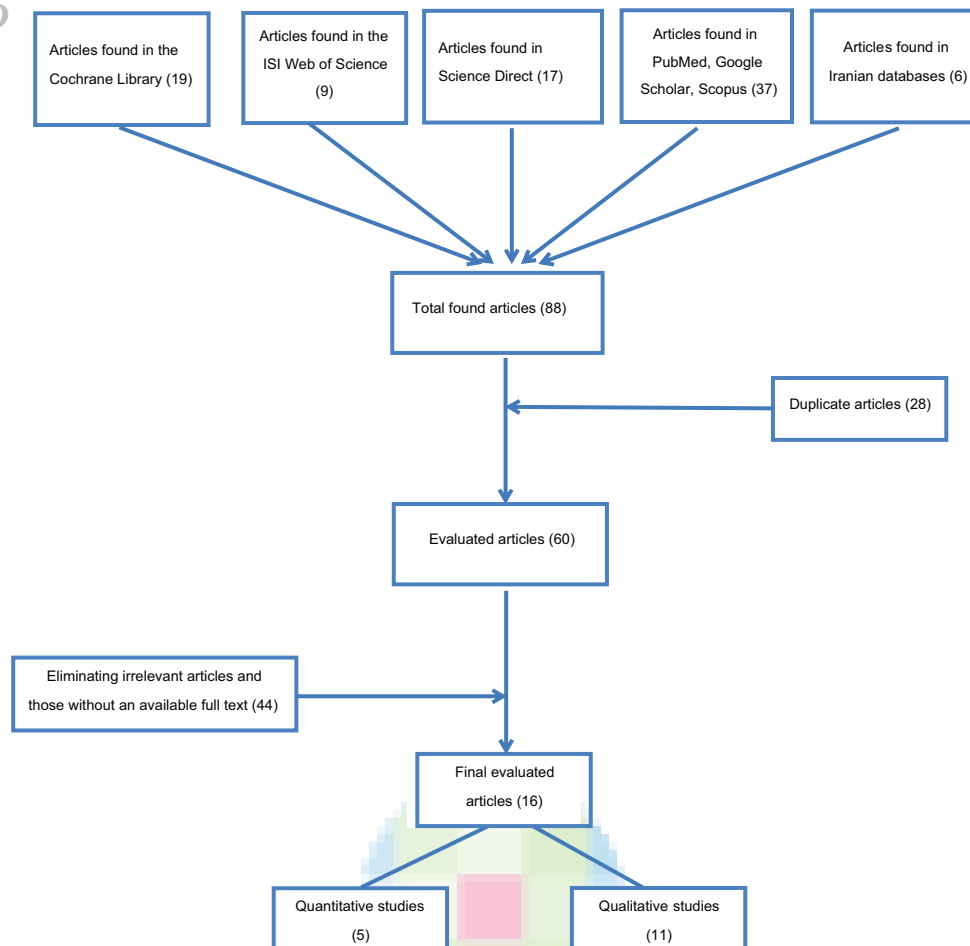 Articles found in the
Cochrane Library (19)
Articles found in the
ISI Web of Science
(9)
Articles found in
Science Direct (17)
Articles found in
PubMed, Google
Scholar, Scopus (37)
Articles found in
Iranian databases (6)
Total found articles (88)
Duplicate articles (28)
Evaluated articles (60)
Eliminating irrelevant articles and
those without an available full text (44)
Final evaluated
articles (16)
Quantitative studies
(5)
Qualitative studies
(11)